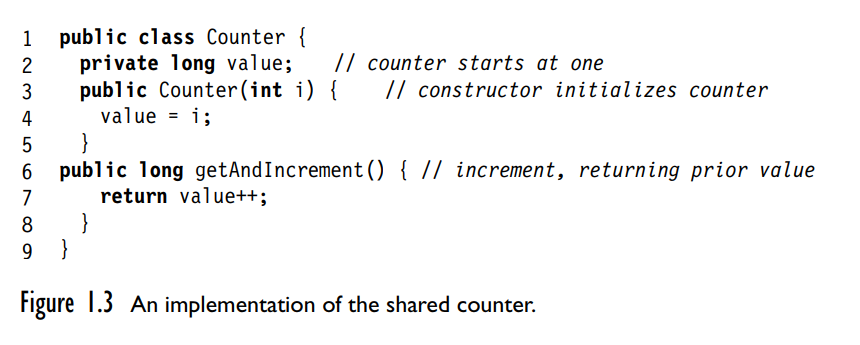 1 public class Counter {
2 private long value; // counter starts at one
3 public Counter(int i) { // constructor initializes counter
4 value = i;
5 }
6 public long getAndIncrement() { // increment, returning prior value
7 return value++;
8 }
9 }
Figure 1.3 An implementation of the shared counter.